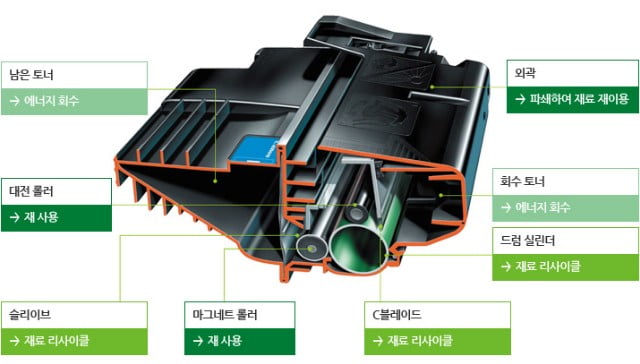 남은 토너
→ 에너지 회수
외곽
→ 파쇄하여 재료 재이용
대전 롤러
→ 재 사용
회수 토너
→ 에너지 회수
드럼 실린더
→ 재료 리사이클
슬리이브
→ 재료 리사이클
마그네트 롤러
→ 재 사용
C블레이드
→ 재료 리사이클